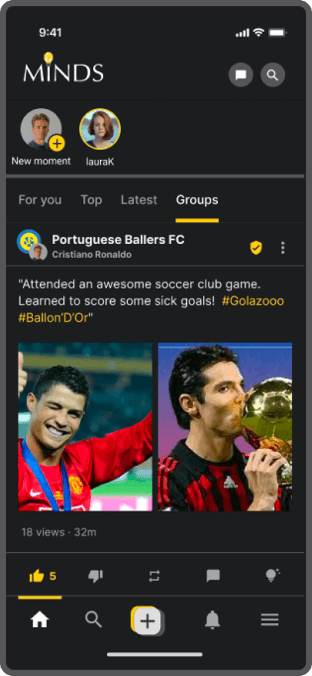 9:41
MINDS
New moment
lauraK
For you Top Latest Groups
Portuguese Ballers FC
Cristiano Ronaldo
"Attended an awesome soccer club game.
Learned to score some sick goals! #Golazooo
#Ballon'D'Or"
18 views · 32m
5